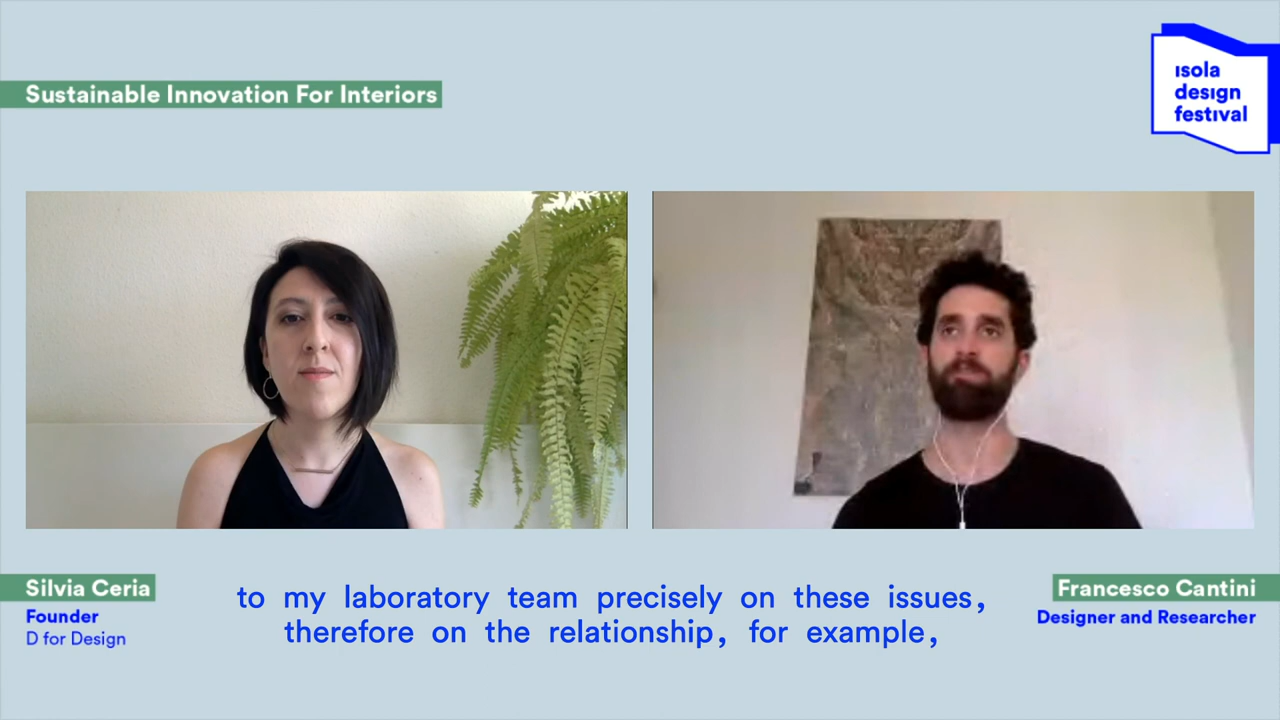 Sustainable Innovation For Interiors
isola
design
festival
Silvia Ceria
Founder
D for Design
to my laboratory team precisely on these issues,
therefore on the relationship, for example,
Francesco Cantini
Designer and Researcher